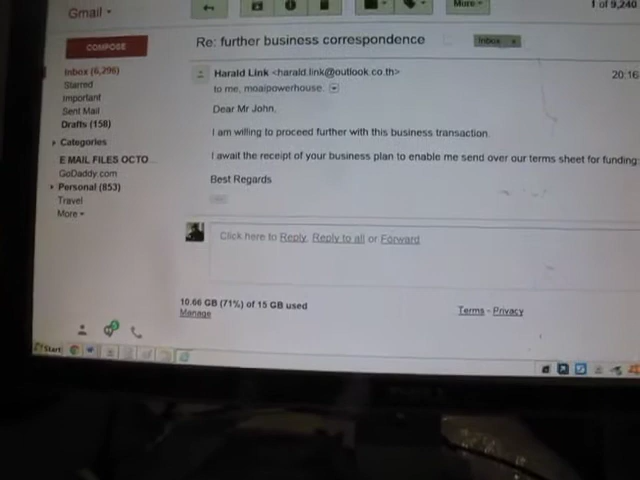 Gmail
More
1 of 9,240
COMPOSE
Re: further business correspondence
Inbox x
Inbox (6,296)
Starred
Important
Sent Mail
Drafts (158)
Categories
E MAIL FILES OCTO...
GoDaddy.com
Personal (853)
Travel
More
Harald Link <harald.link@outlook.co.th>
20:16
to me, moaipowerhouse.
Dear Mr John,
I am willing to proceed further with this business transaction.
I await the receipt of your business plan to enable me send over our terms sheet for funding.
Best Regards
Click here to Reply, Reply to all or Forward
10.66 GB (71%) of 15 GB used
Manage
Terms - Privacy
Start